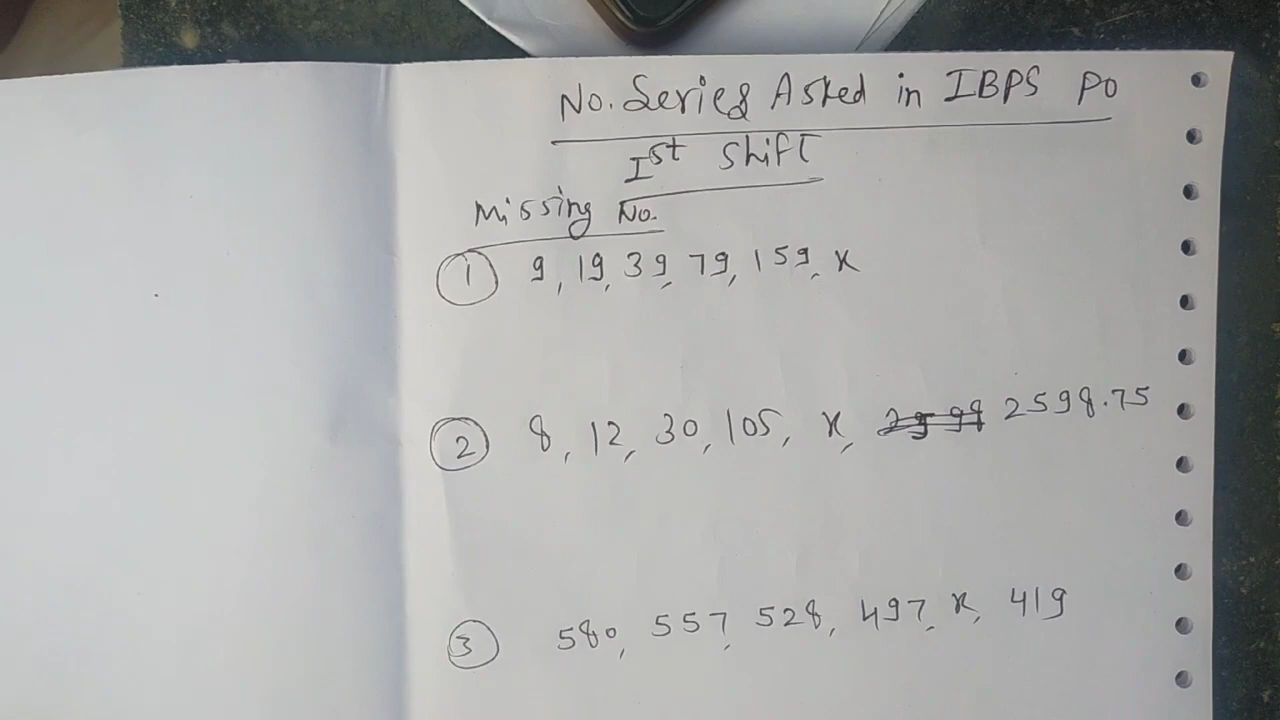 No. Series Asked in IBPS PO
Ist Shift
Missing No.
① 9, 19, 39, 79, 159, x
② 8, 12, 30, 105, x, 2598.75
③ 580, 557, 528, 497, x, 419